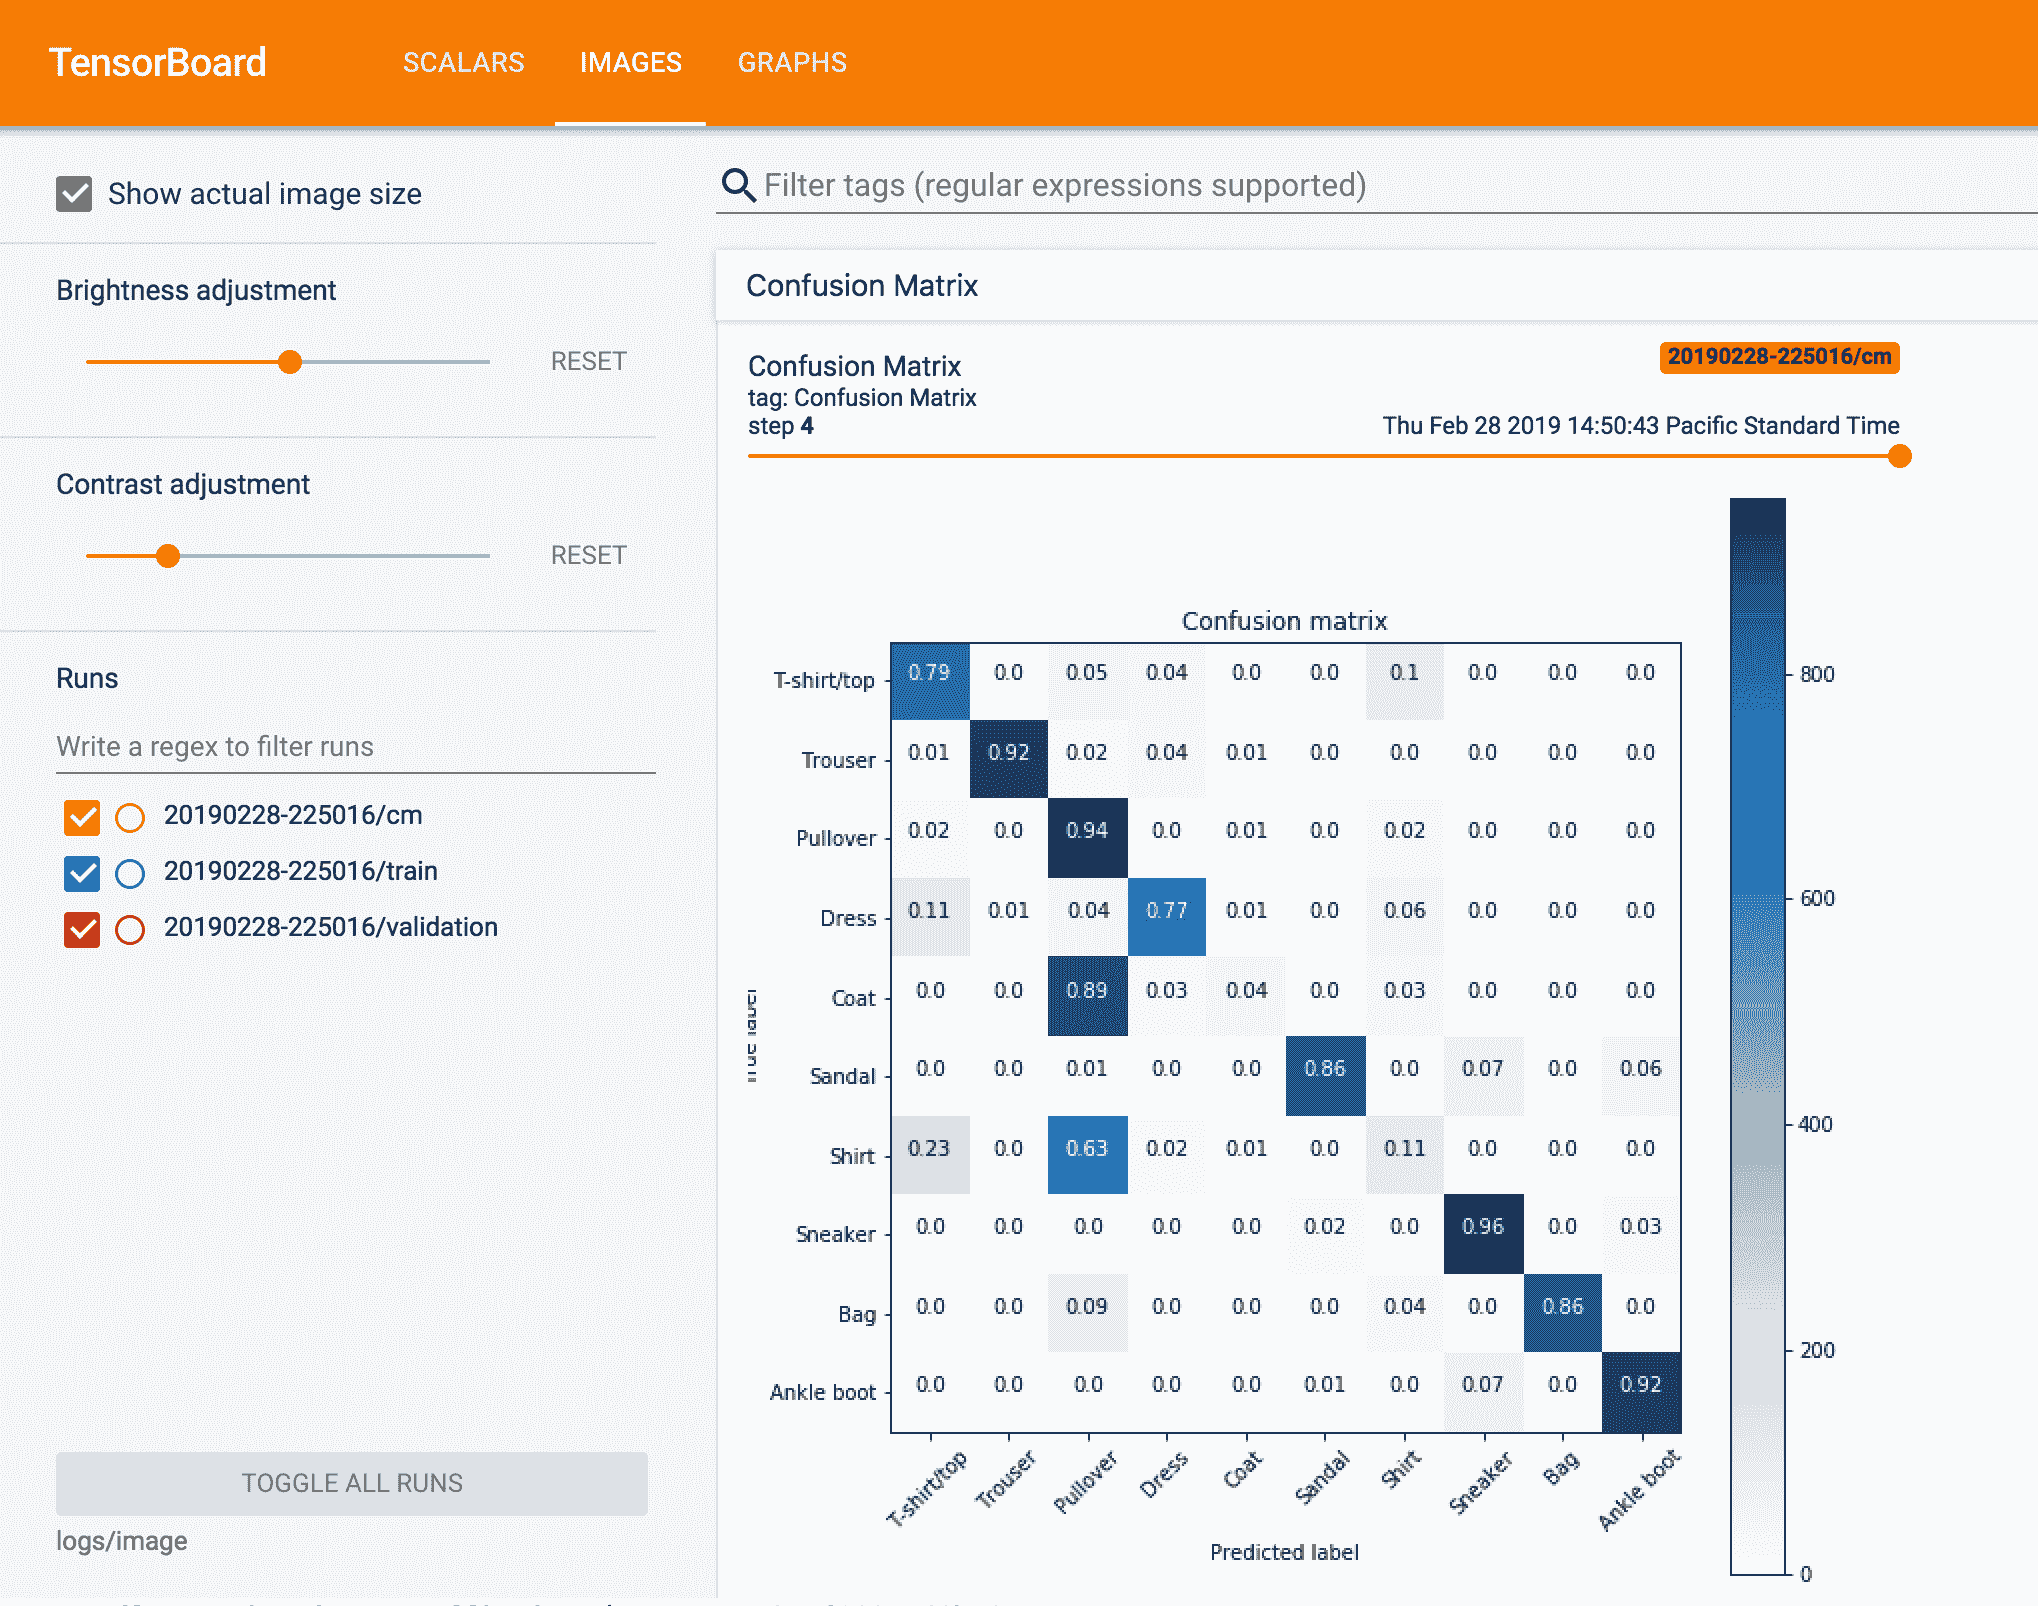 TensorBoard SCALARS IMAGES GRAPHS
Show actual image size
Brightness adjustment
RESET
Contrast adjustment
RESET
Runs
Write a regex to filter runs
20190228-225016/cm
20190228-225016/train
20190228-225016/validation
TOGGLE ALL RUNS
logs/image
Filter tags (regular expressions supported)
Confusion Matrix
Confusion Matrix 20190228-225016/cm
tag: Confusion Matrix
step 4 Thu Feb 28 2019 14:50:43 Pacific Standard Time
Confusion matrix
T-shirt/top 0.79 0.0 0.05 0.04 0.0 0.0 0.1 0.0 0.0 0.0
Trouser 0.01 0.92 0.02 0.04 0.01 0.0 0.0 0.0 0.0 0.0
Pullover 0.02 0.0 0.94 0.0 0.01 0.0 0.02 0.0 0.0 0.0
Dress 0.11 0.01 0.04 0.77 0.01 0.0 0.06 0.0 0.0 0.0
Coat 0.0 0.0 0.89 0.03 0.04 0.0 0.03 0.0 0.0 0.0
Sandal 0.0 0.0 0.01 0.0 0.0 0.86 0.0 0.07 0.0 0.06
Shirt 0.23 0.0 0.63 0.02 0.01 0.0 0.11 0.0 0.0 0.0
Sneaker 0.0 0.0 0.0 0.0 0.0 0.02 0.0 0.96 0.0 0.03
Bag 0.0 0.0 0.09 0.0 0.0 0.0 0.04 0.0 0.86 0.0
Ankle boot 0.0 0.0 0.0 0.0 0.0 0.01 0.0 0.07 0.0 0.92
T-shirt/top Trouser Pullover Dress Coat Sandal Shirt Sneaker Bag Ankle boot
Predicted label
800
600
400
200
0